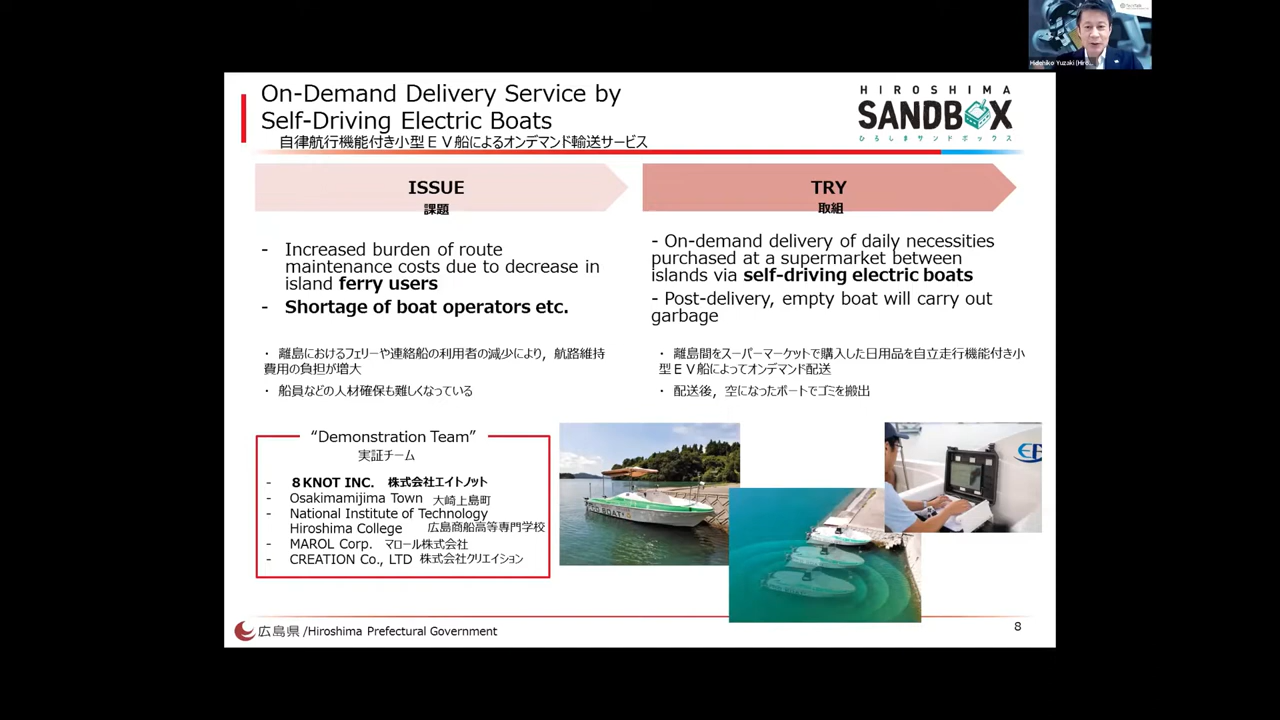 Hidehiko Yuzaki (Hiro...
On-Demand Delivery Service by
Self-Driving Electric Boats
自律航行機能付き小型ＥＶ船によるオンデマンド輸送サービス
HIROSHIMA
SANDBOX
ひろしまサンドボックス
ISSUE
課題
- Increased burden of route
maintenance costs due to decrease in
island ferry users
- Shortage of boat operators etc.
・ 離島におけるフェリーや連絡船の利用者の減少により，航路維持
費用の負担が増大
・ 船員などの人材確保も難しくなっている
TRY
取組
- On-demand delivery of daily necessities
purchased at a supermarket between
islands via self-driving electric boats
- Post-delivery, empty boat will carry out
garbage
・ 離島間をスーパーマーケットで購入した日用品を自立走行機能付き小
型ＥＶ船によってオンデマンド配送
・ 配送後，空になったボートでゴミを搬出
“Demonstration Team”
実証チーム
- ８KNOT INC. 株式会社エイトノット
- Osakimamijima Town 大崎上島町
- National Institute of Technology
Hiroshima College 広島商船高等専門学校
- MAROL Corp. マロール株式会社
- CREATION Co., LTD 株式会社クリエイション
広島県 /Hiroshima Prefectural Government
8